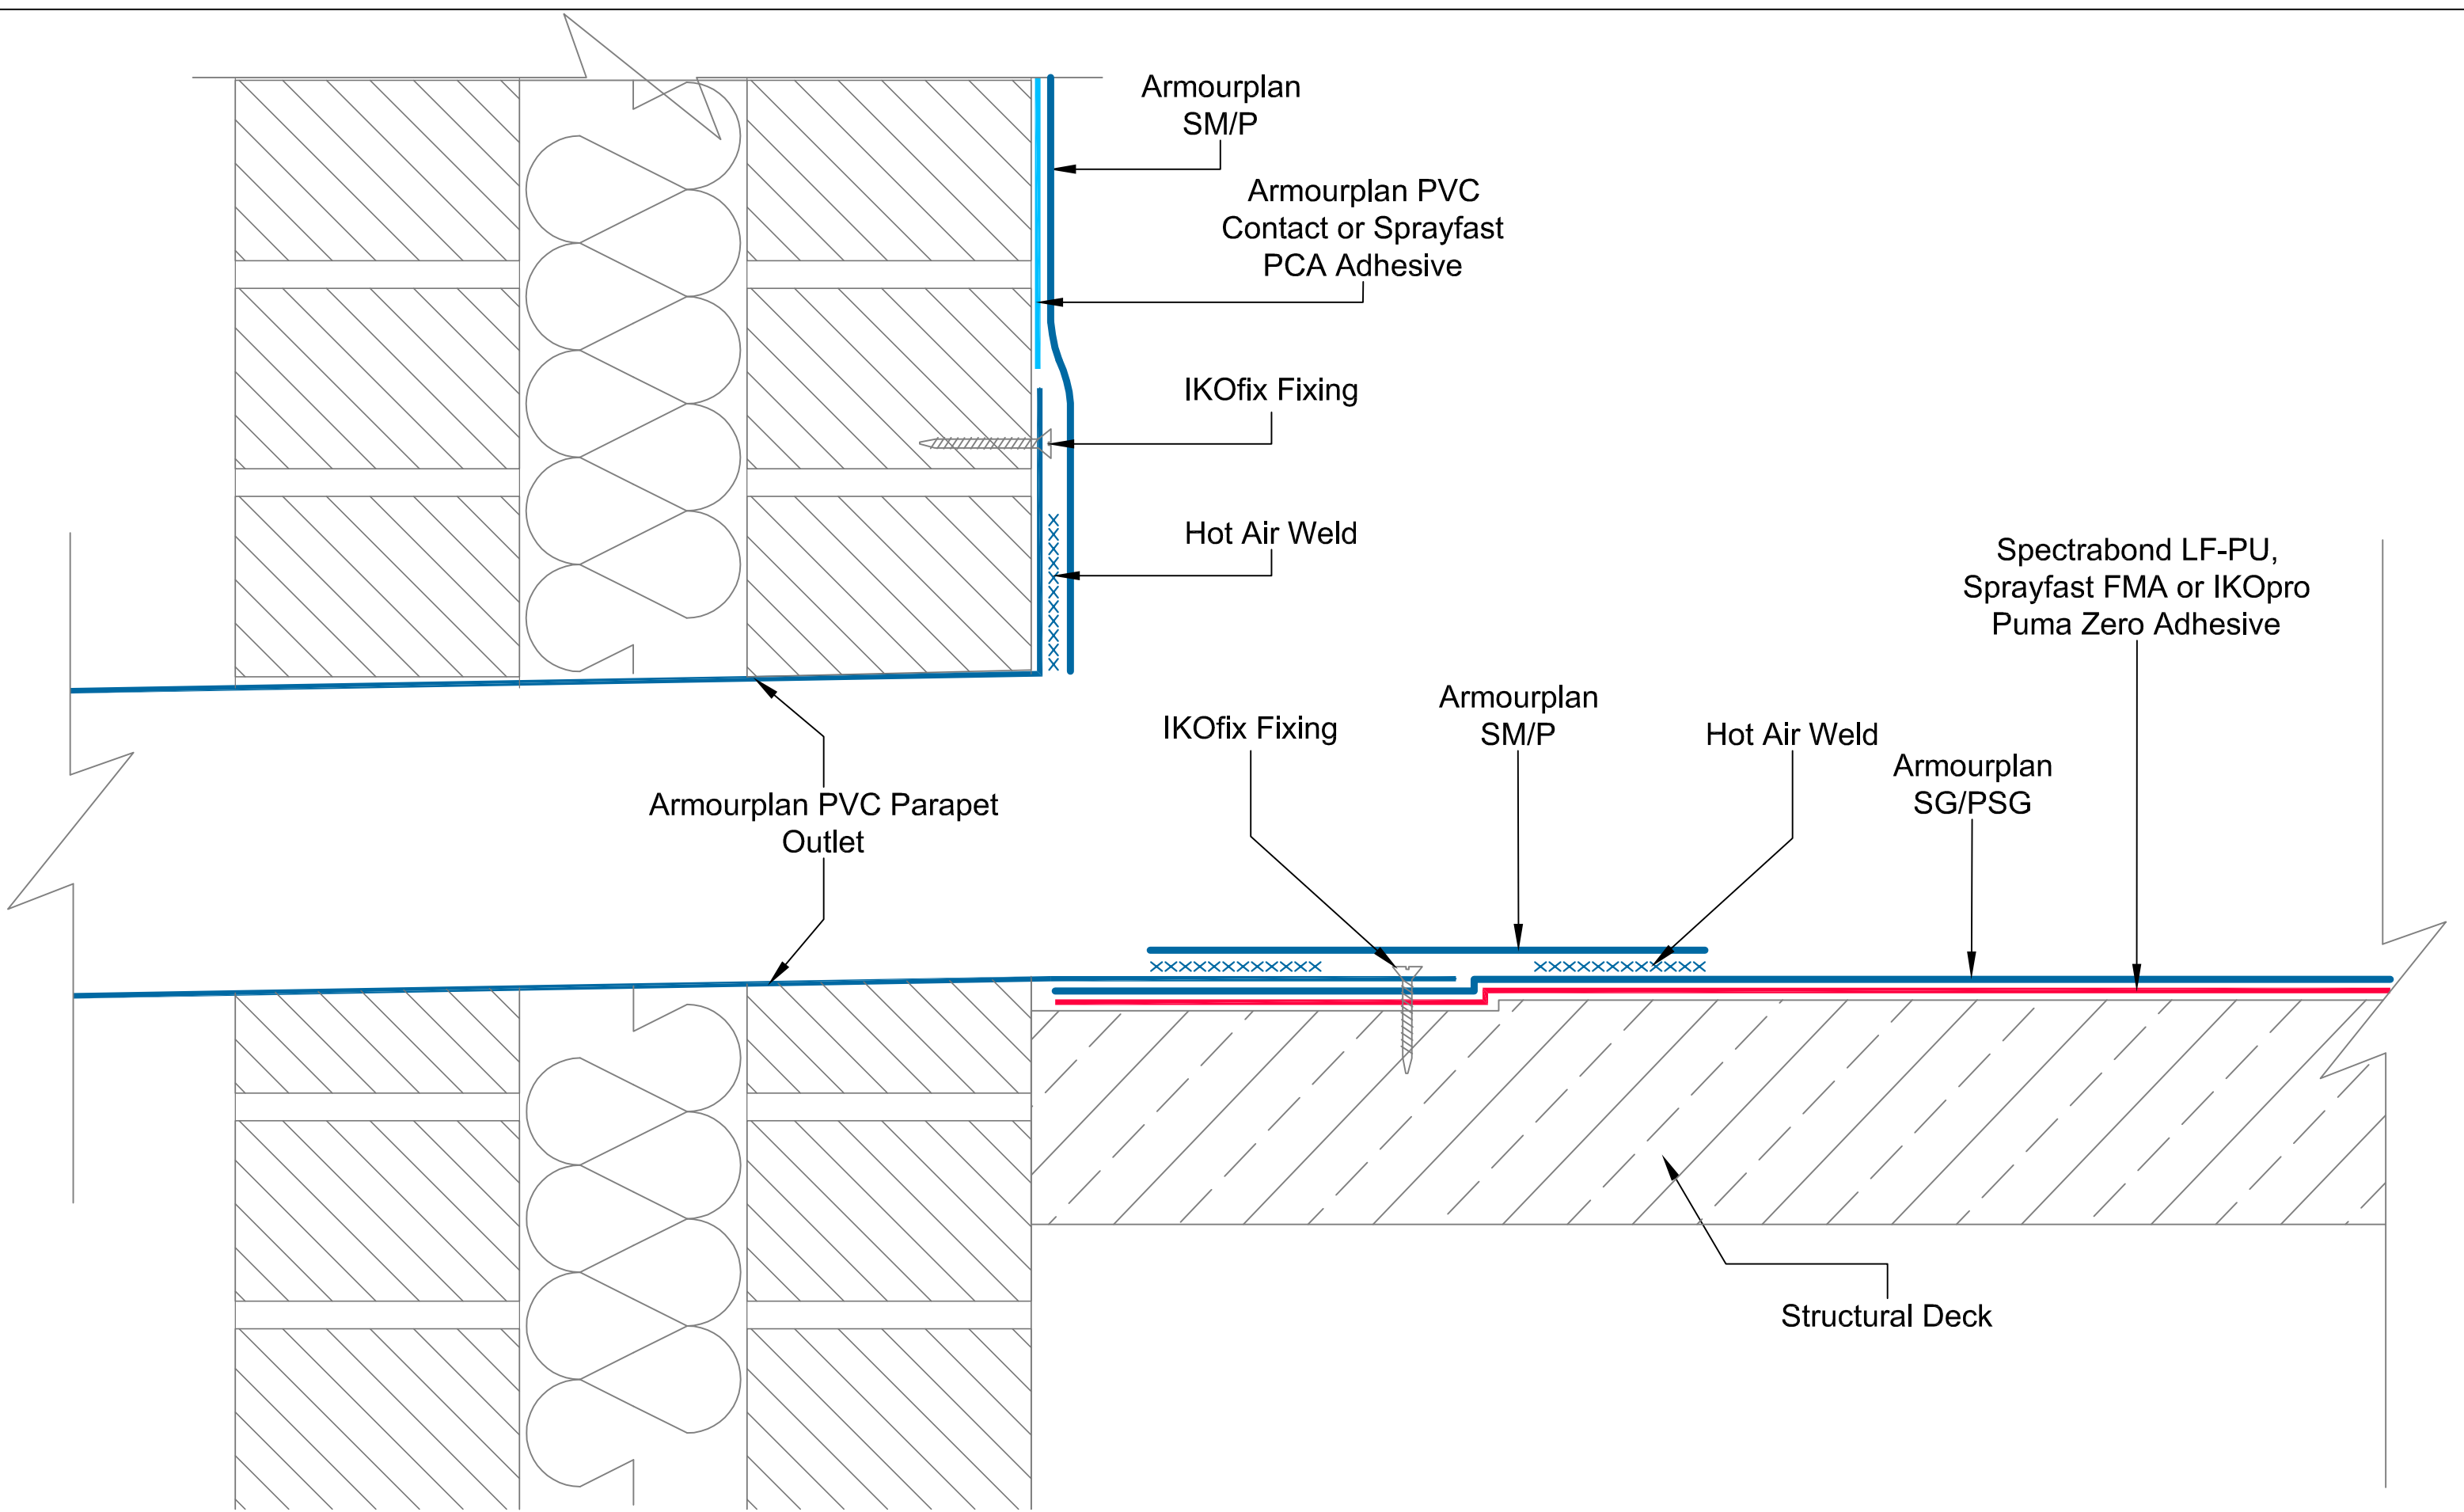 Armourplan
SM/P
Armourplan PVC
Contact or Sprayfast
PCA Adhesive
IKOfix Fixing
Hot Air Weld
Spectrabond LF-PU,
Sprayfast FMA or IKOpro
Puma Zero Adhesive
IKOfix Fixing
Armourplan
SM/P
Hot Air Weld
Armourplan
SG/PSG
Armourplan PVC Parapet
Outlet
Structural Deck